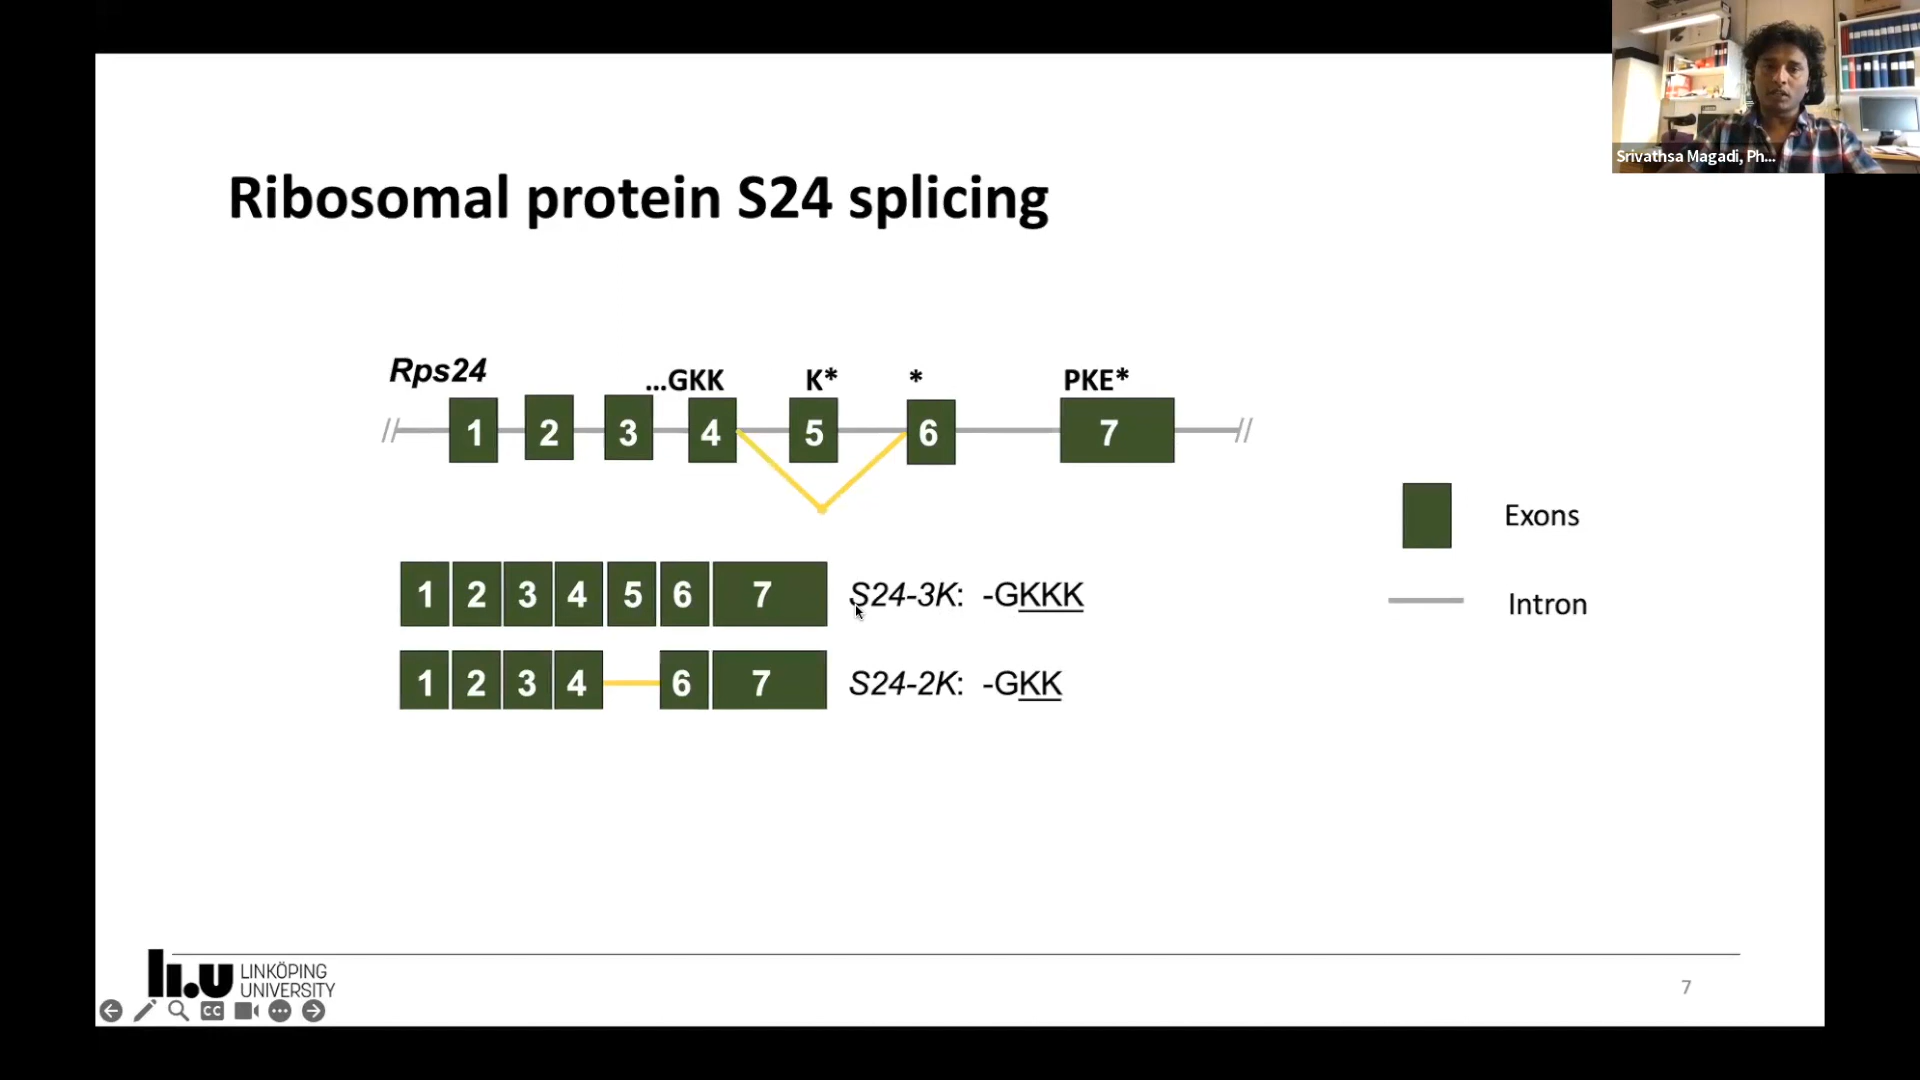 Srivathsa Magadi, Ph...
Ribosomal protein S24 splicing
Rps24
...GKK K* * PKE*
1 2 3 4 5 6 7
Exons
1 2 3 4 5 6 7 S24-3K: -GKKK
Intron
1 2 3 4 6 7 S24-2K: -GKK
li.u LINKÖPING
UNIVERSITY
7
CC